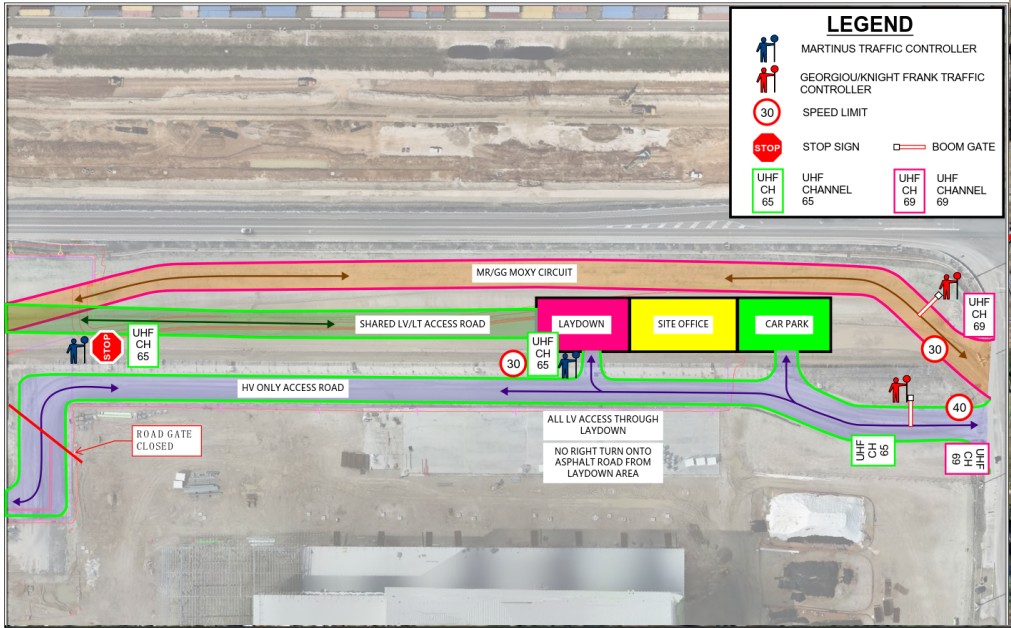 LEGEND
MARTINUS TRAFFIC CONTROLLER
GEORGIOU/KNIGHT FRANK TRAFFIC
CONTROLLER
30
SPEED LIMIT
STOP
STOP SIGN
BOOM GATE
UHF
CH
65
UHF
CHANNEL
65
UHF
CH
69
UHF
CHANNEL
69
MR/GG MOXY CIRCUIT
SHARED LV/LT ACCESS ROAD
LAYDOWN
SITE OFFICE
CAR PARK
UHF
CH
69
STOP
UHF
CH
65
30
UHF
CH
65
30
HV ONLY ACCESS ROAD
40
ALL LV ACCESS THROUGH
LAYDOWN
NO RIGHT TURN ONTO
ASPHALT ROAD FROM
LAYDOWN AREA
ROAD GATE
CLOSED
UHF
CH
65
UHF
CH
69